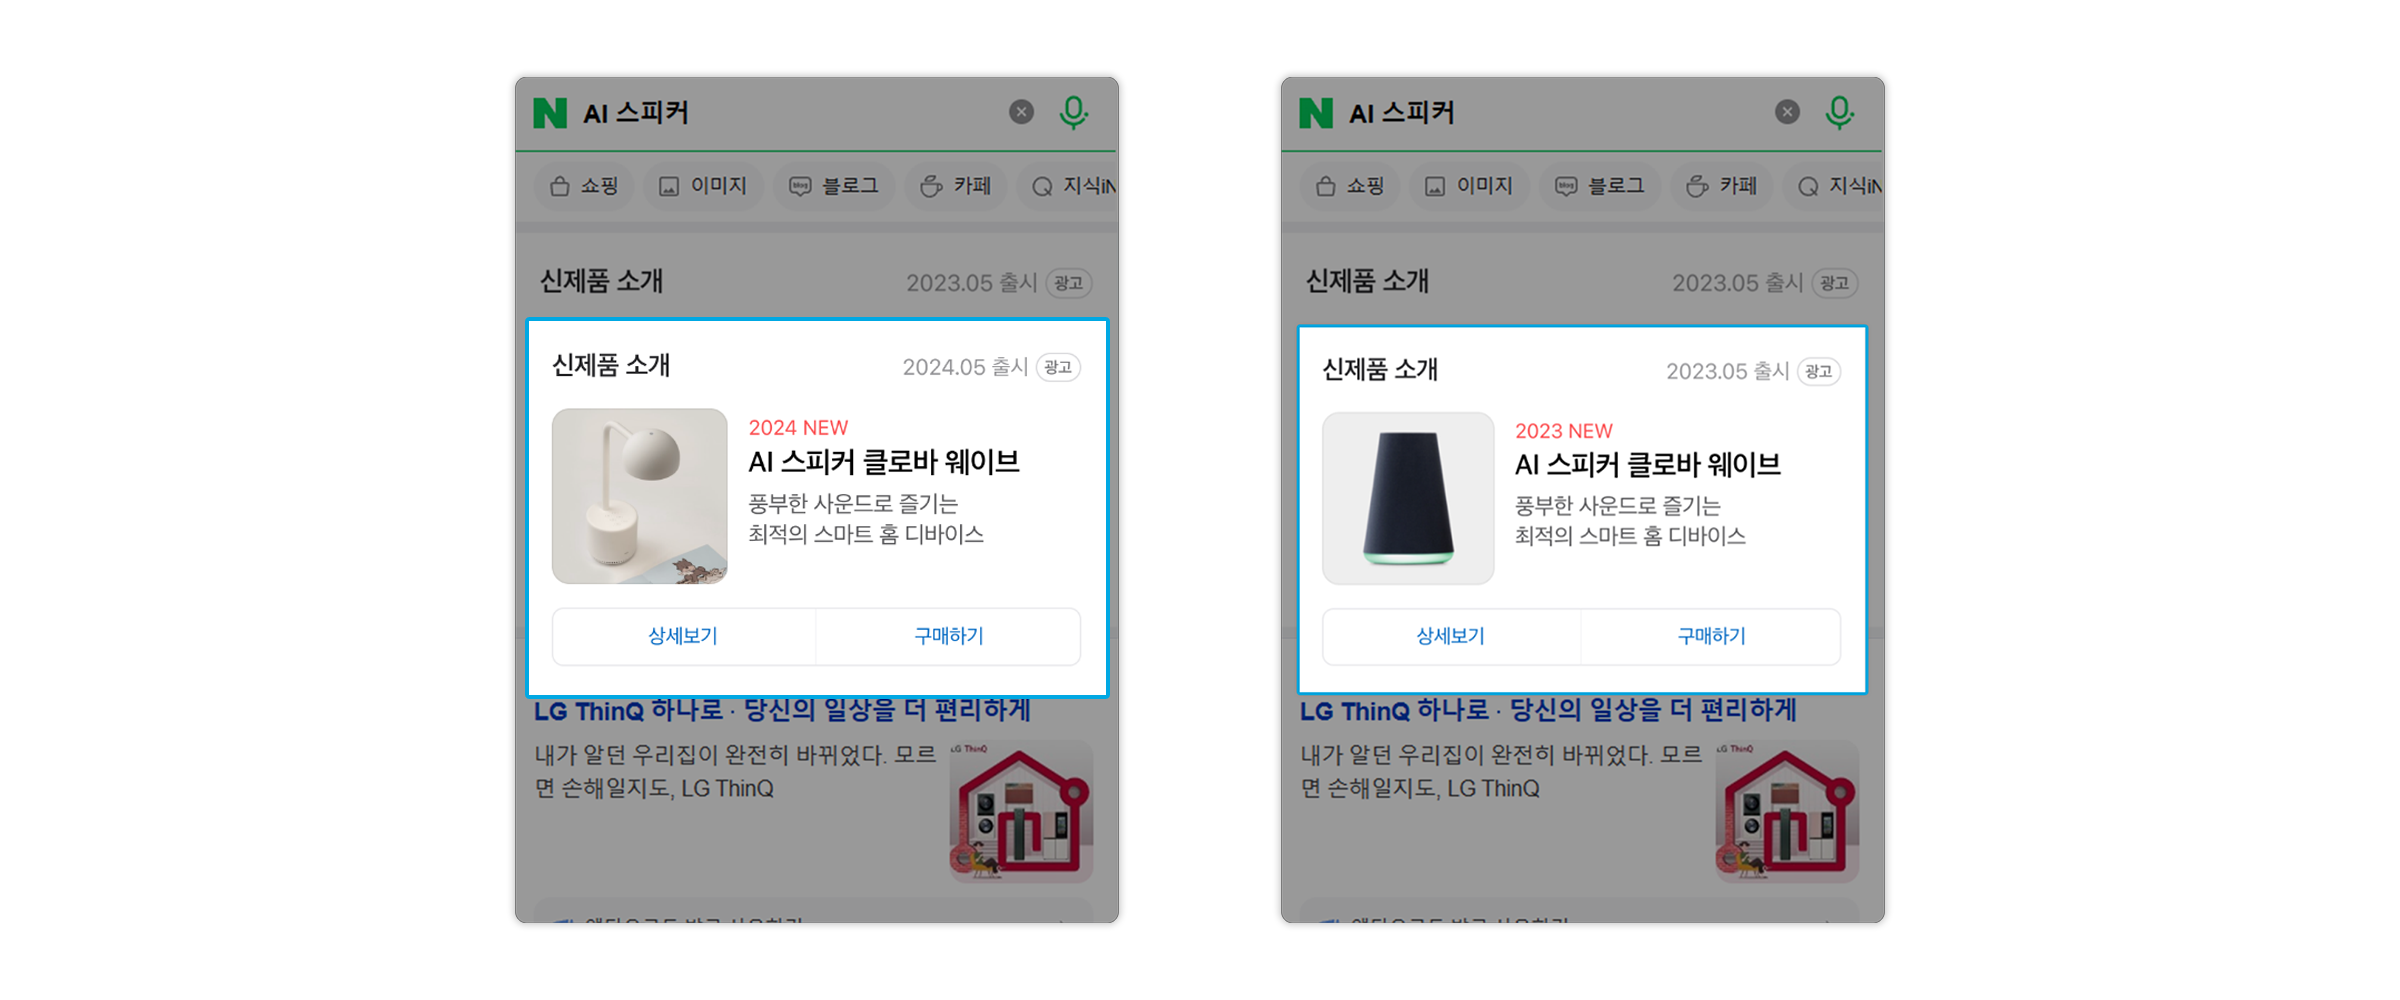 AI 스피커
쇼핑 이미지 블로그 카페 지식iN
신제품 소개 2023.05 출시 광고
신제품 소개 2024.05 출시 광고
2024 NEW
AI 스피커 클로바 웨이브
풍부한 사운드로 즐기는
최적의 스마트 홈 디바이스
상세보기 구매하기
LG ThinQ 하나로 · 당신의 일상을 더 편리하게
내가 알던 우리집이 완전히 바뀌었다. 모르
면 손해일지도, LG ThinQ
LG ThinQ
AI 스피커
쇼핑 이미지 블로그 카페 지식iN
신제품 소개 2023.05 출시 광고
신제품 소개 2023.05 출시 광고
2023 NEW
AI 스피커 클로바 웨이브
풍부한 사운드로 즐기는
최적의 스마트 홈 디바이스
상세보기 구매하기
LG ThinQ 하나로 · 당신의 일상을 더 편리하게
내가 알던 우리집이 완전히 바뀌었다. 모르
면 손해일지도, LG ThinQ
LG ThinQ